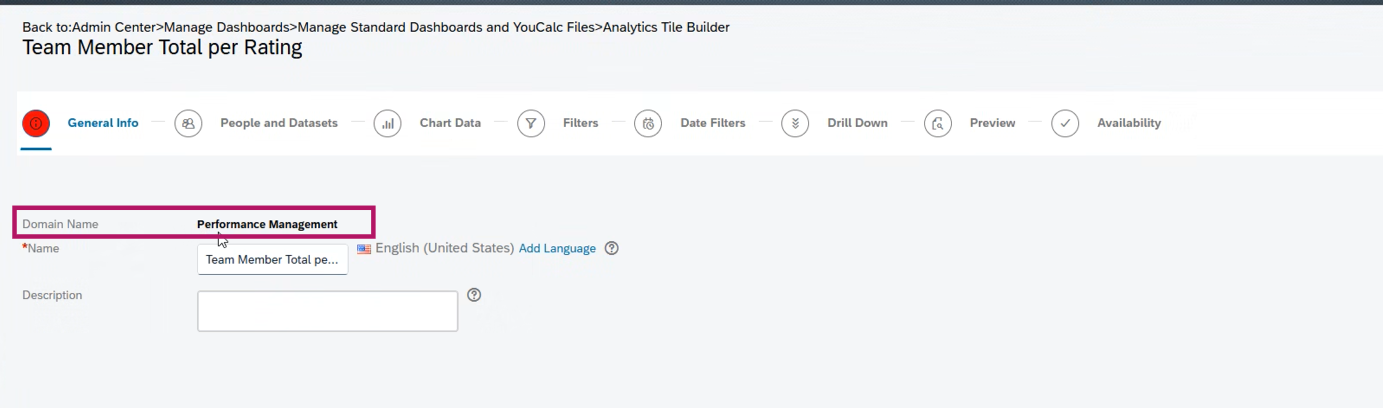 Back to:Admin Center>Manage Dashboards>Manage Standard Dashboards and YouCalc Files>Analytics Tile Builder
Team Member Total per Rating
General Info People and Datasets Chart Data Filters Date Filters Drill Down Preview Availability
Domain Name Performance Management
*Name Team Member Total pe... English (United States) Add Language
Description